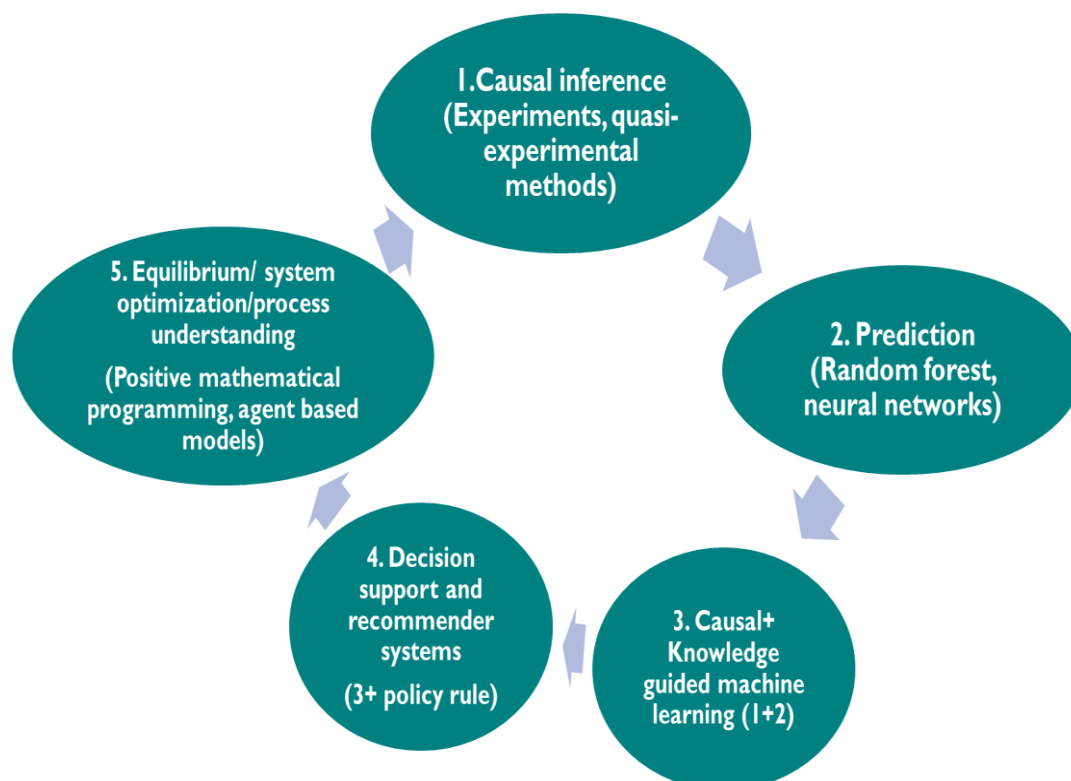 1.Causal inference
(Experiments, quasi-
experimental
methods)
2. Prediction
(Random forest,
neural networks)
3. Causal+
Knowledge
guided machine
learning (1+2)
4. Decision
support and
recommender
systems
(3+ policy rule)
5. Equilibrium/ system
optimization/process
understanding
(Positive mathematical
programming, agent based
models)